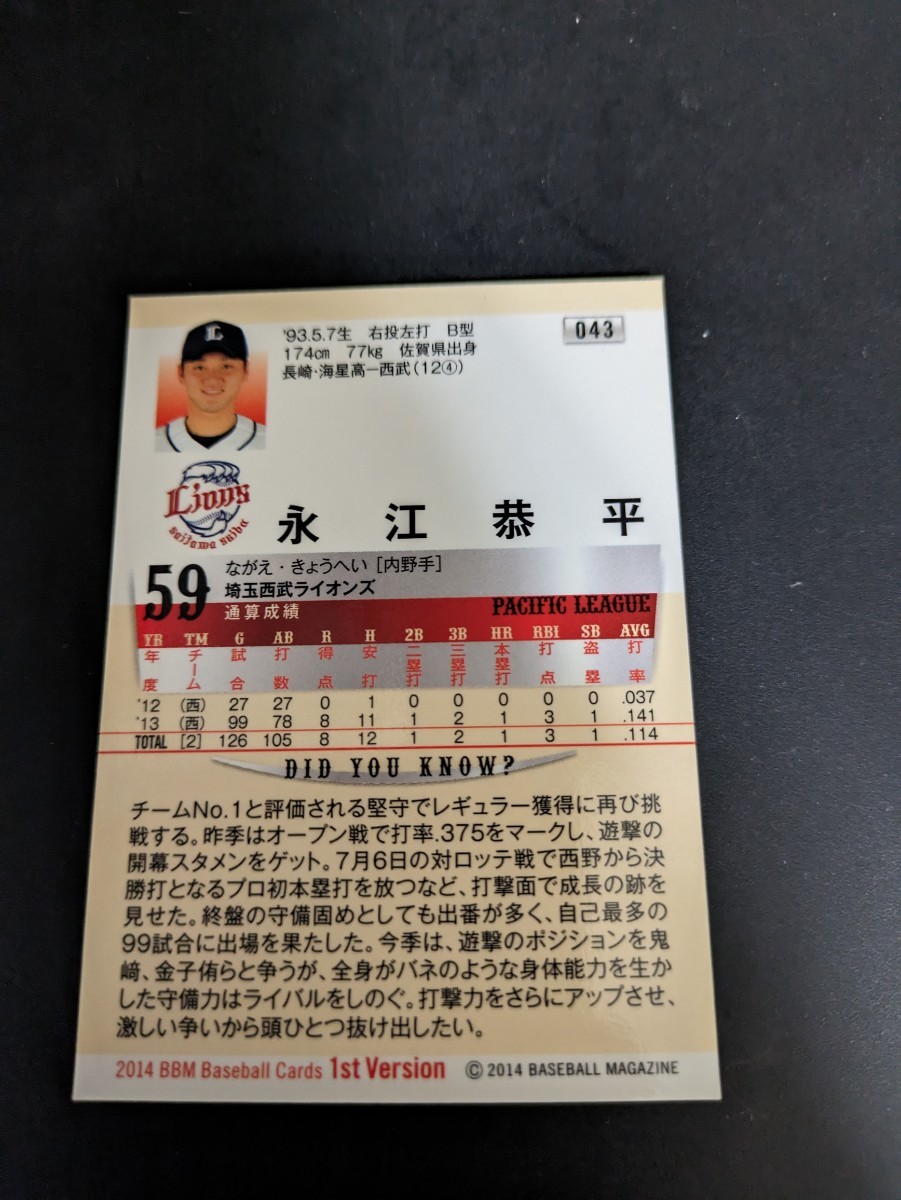 '93.5.7生 右投左打 B型
174cm 77kg 佐賀県出身
長崎・海星高ー西武(12④)
043
L
Lions
Saitama Seibu
永江恭平
59
ながえ・きょうへい [内野手]
埼玉西武ライオンズ
通算成績
PACIFIC LEAGUE
YR TM G AB R H 2B 3B HR RBI SB AVG
年度 チーム 試合 打数 得点 安打 二塁打 三塁打 本塁打 打点 盗塁 打率
'12 (西) 27 27 0 1 0 0 0 0 0 .037
'13 (西) 99 78 8 11 1 2 1 3 1 .141
TOTAL [2] 126 105 8 12 1 2 1 3 1 .114
DID YOU KNOW?
チームNo.1と評価される堅守でレギュラー獲得に再び挑
戦する。昨季はオープン戦で打率.375をマークし、遊撃の
開幕スタメンをゲット。7月6日の対ロッテ戦で西野から決
勝打となるプロ初本塁打を放つなど、打撃面で成長の跡を
見せた。終盤の守備固めとしても出番が多く、自己最多の
99試合に出場を果たした。今季は、遊撃のポジションを鬼
﨑、金子侑らと争うが、全身がバネのような身体能力を生か
した守備力はライバルをしのぐ。打撃力をさらにアップさせ、
激しい争いから頭ひとつ抜け出したい。
2014 BBM Baseball Cards 1st Version © 2014 BASEBALL MAGAZINE